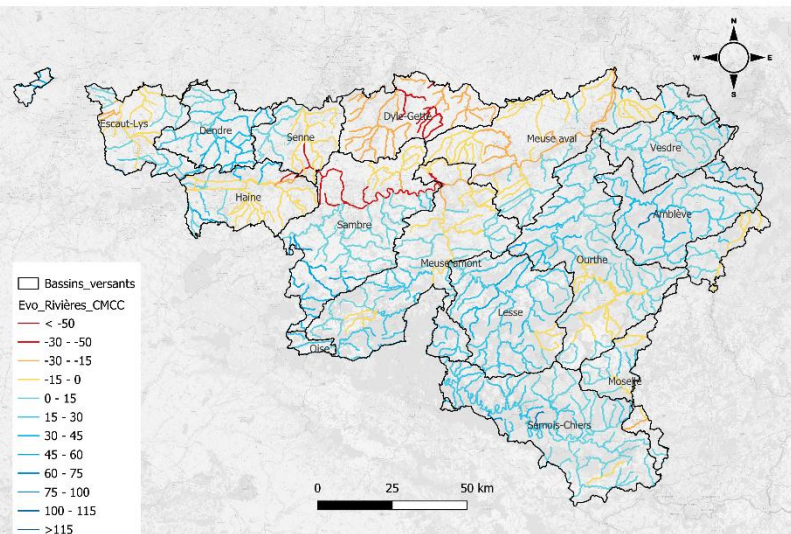 N
W E
S
Escaut-Lys
Dendre
Senne
Dyle-Gette
Meuse aval
Vesdre
Haine
Sambre
Amblève
Meuse amont
Ourthe
Lesse
Oise
Moselle
Semois-Chiers
Bassins_versants
Evo_Rivières_CMCC
< -50
-30 - -50
-30 - -15
-15 - 0
0 - 15
15 - 30
30 - 45
45 - 60
60 - 75
75 - 100
100 - 115
>115
0 25 50 km